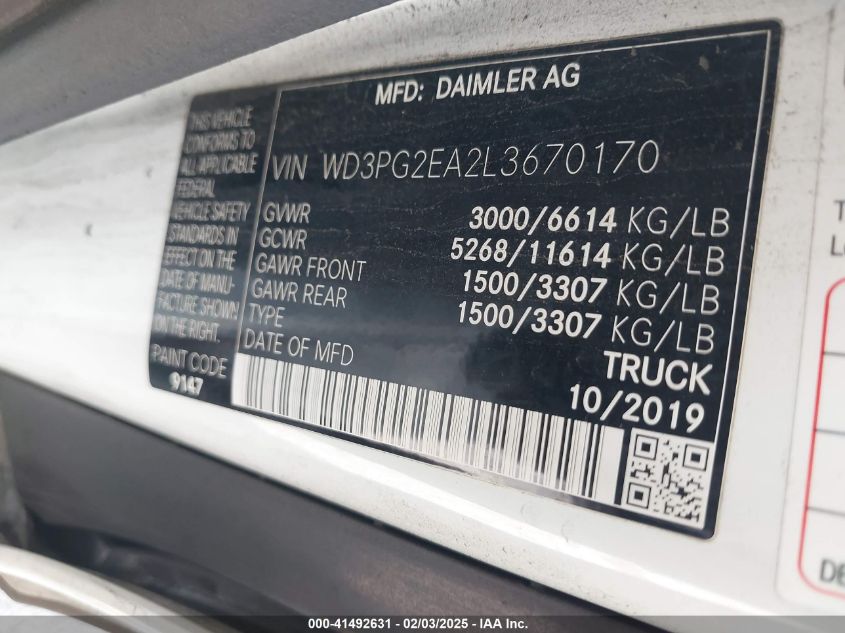 MFD: DAIMLER AG
THIS VEHICLE
CONFORMS TO
ALL APPLICABLE
FEDERAL
VEHICLE SAFETY
STANDARDS IN
EFFECT ON THE
DATE OF MANU-
FACTURE SHOWN
ON THE RIGHT.
PAINT CODE
9147
VIN WD3PG2EA2L3670170
GVWR 3000/6614 KG/LB
GCWR 5268/11614 KG/LB
GAWR FRONT 1500/3307 KG/LB
GAWR REAR 1500/3307 KG/LB
TYPE TRUCK
DATE OF MFD 10/2019
000-41492631 - 02/03/2025 - IAAI.com